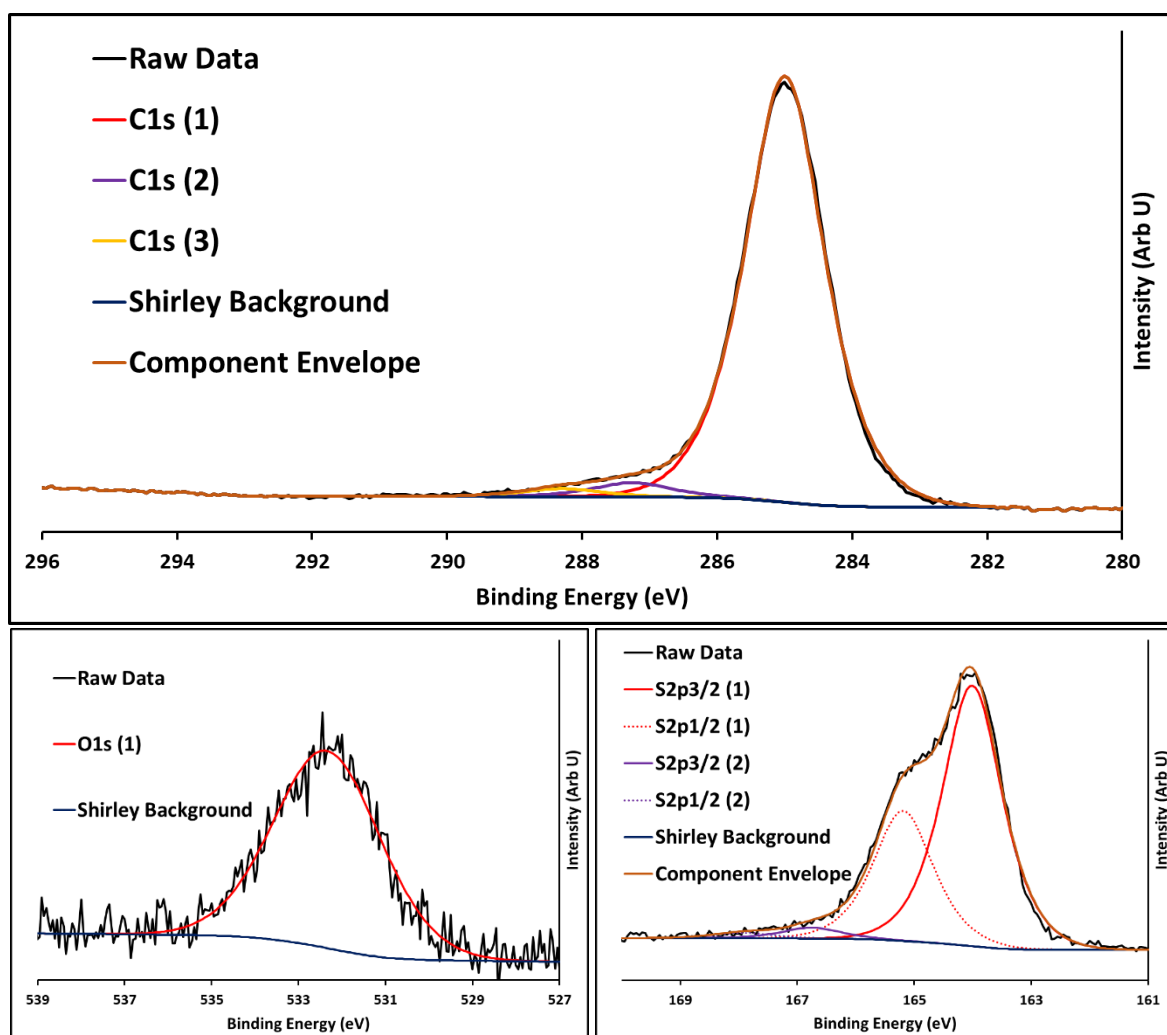 Raw Data
C1s (1)
C1s (2)
C1s (3)
Shirley Background
Component Envelope
Intensity (Arb U)
296 294 292 290 288 286 284 282 280
Binding Energy (eV)
Raw Data
O1s (1)
Shirley Background
Intensity (Arb U)
539 537 535 533 531 529 527
Binding Energy (eV)
Raw Data
S2p3/2 (1)
S2p1/2 (1)
S2p3/2 (2)
S2p1/2 (2)
Shirley Background
Component Envelope
Intensity (Arb U)
169 167 165 163 161
Binding Energy (eV)